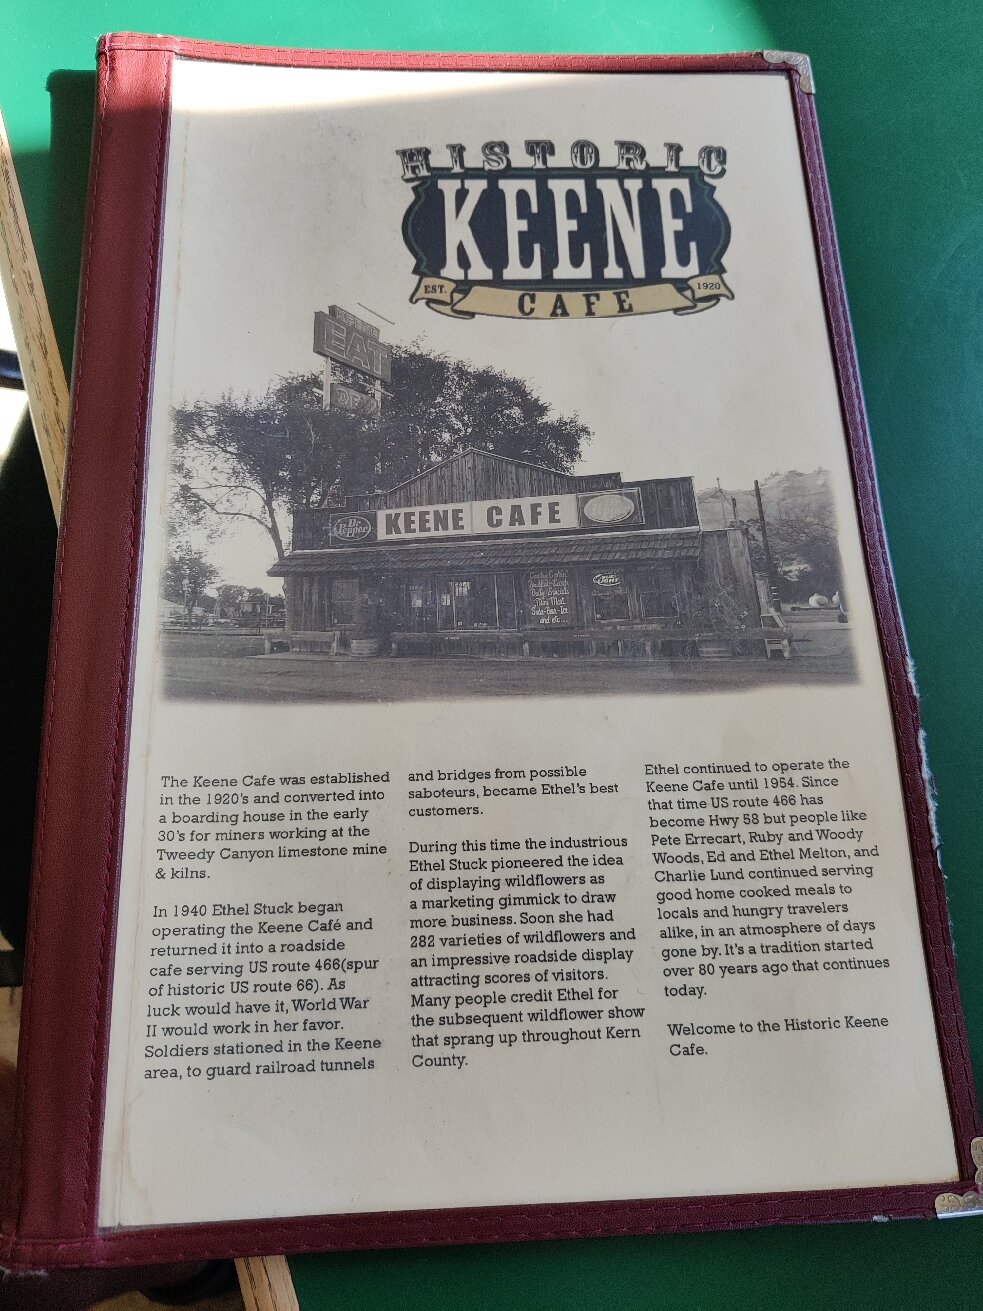 HISTORIC
KEENE
EST. 1920
CAFE
KEENE
EAT
Dr Pepper
KEENE CAFE
The Keene Cafe was established
in the 1920's and converted into
a boarding house in the early
30's for miners working at the
Tweedy Canyon limestone mine
& kilns.
In 1940 Ethel Stuck began
operating the Keene Café and
returned it into a roadside
cafe serving US route 466(spur
of historic US route 66). As
luck would have it, World War
II would work in her favor.
Soldiers stationed in the Keene
area, to guard railroad tunnels
and bridges from possible
saboteurs, became Ethel's best
customers.
During this time the industrious
Ethel Stuck pioneered the idea
of displaying wildflowers as
a marketing gimmick to draw
more business. Soon she had
282 varieties of wildflowers and
an impressive roadside display
attracting scores of visitors.
Many people credit Ethel for
the subsequent wildflower show
that sprang up throughout Kern
County.
Ethel continued to operate the
Keene Cafe until 1954. Since
that time US route 466 has
become Hwy 58 but people like
Pete Errecart, Ruby and Woody
Woods, Ed and Ethel Melton, and
Charlie Lund continued serving
good home cooked meals to
locals and hungry travelers
alike, in an atmosphere of days
gone by. It's a tradition started
over 80 years ago that continues
today.
Welcome to the Historic Keene
Cafe.